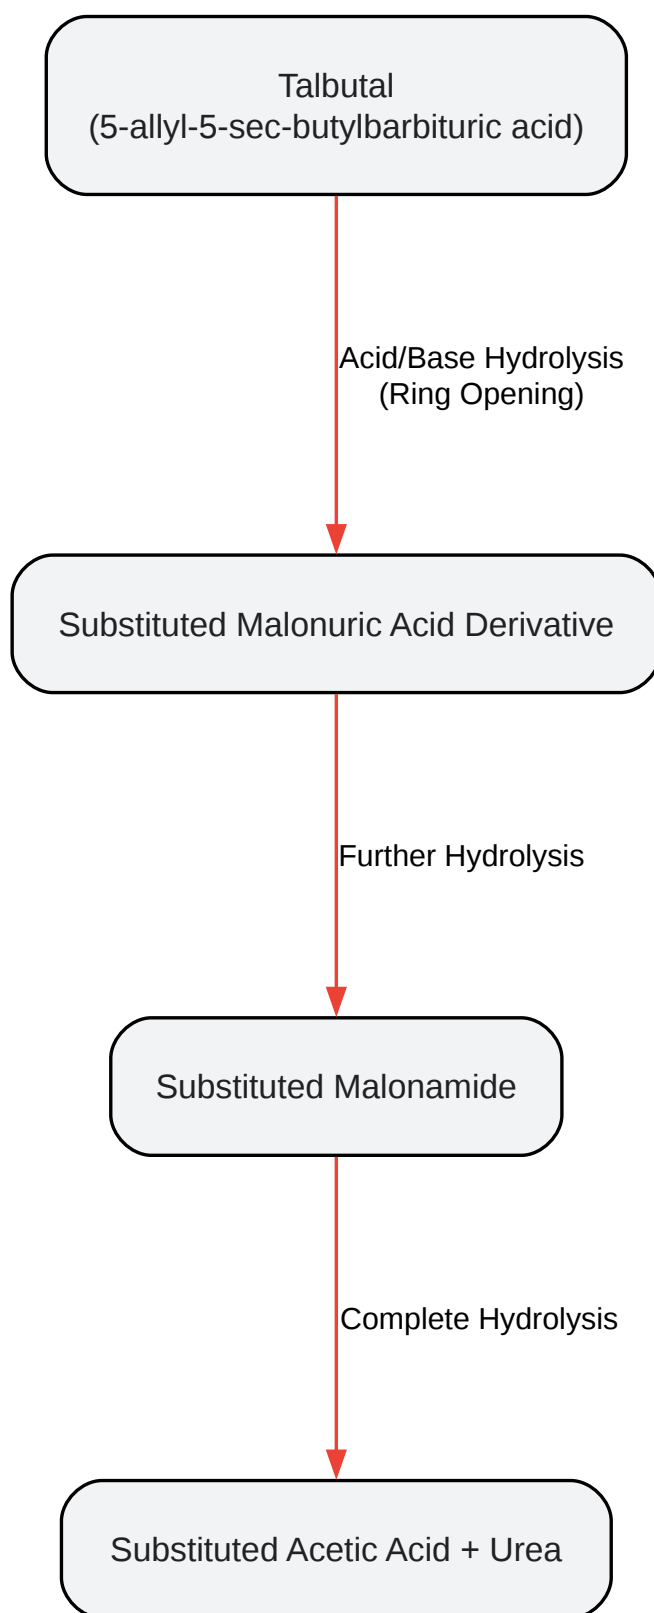 Talbutal
(5-allyl-5-sec-butylbarbituric acid)
Acid/Base Hydrolysis
(Ring Opening)
Substituted Malonuric Acid Derivative
Further Hydrolysis
Substituted Malonamide
Complete Hydrolysis
Substituted Acetic Acid + Urea